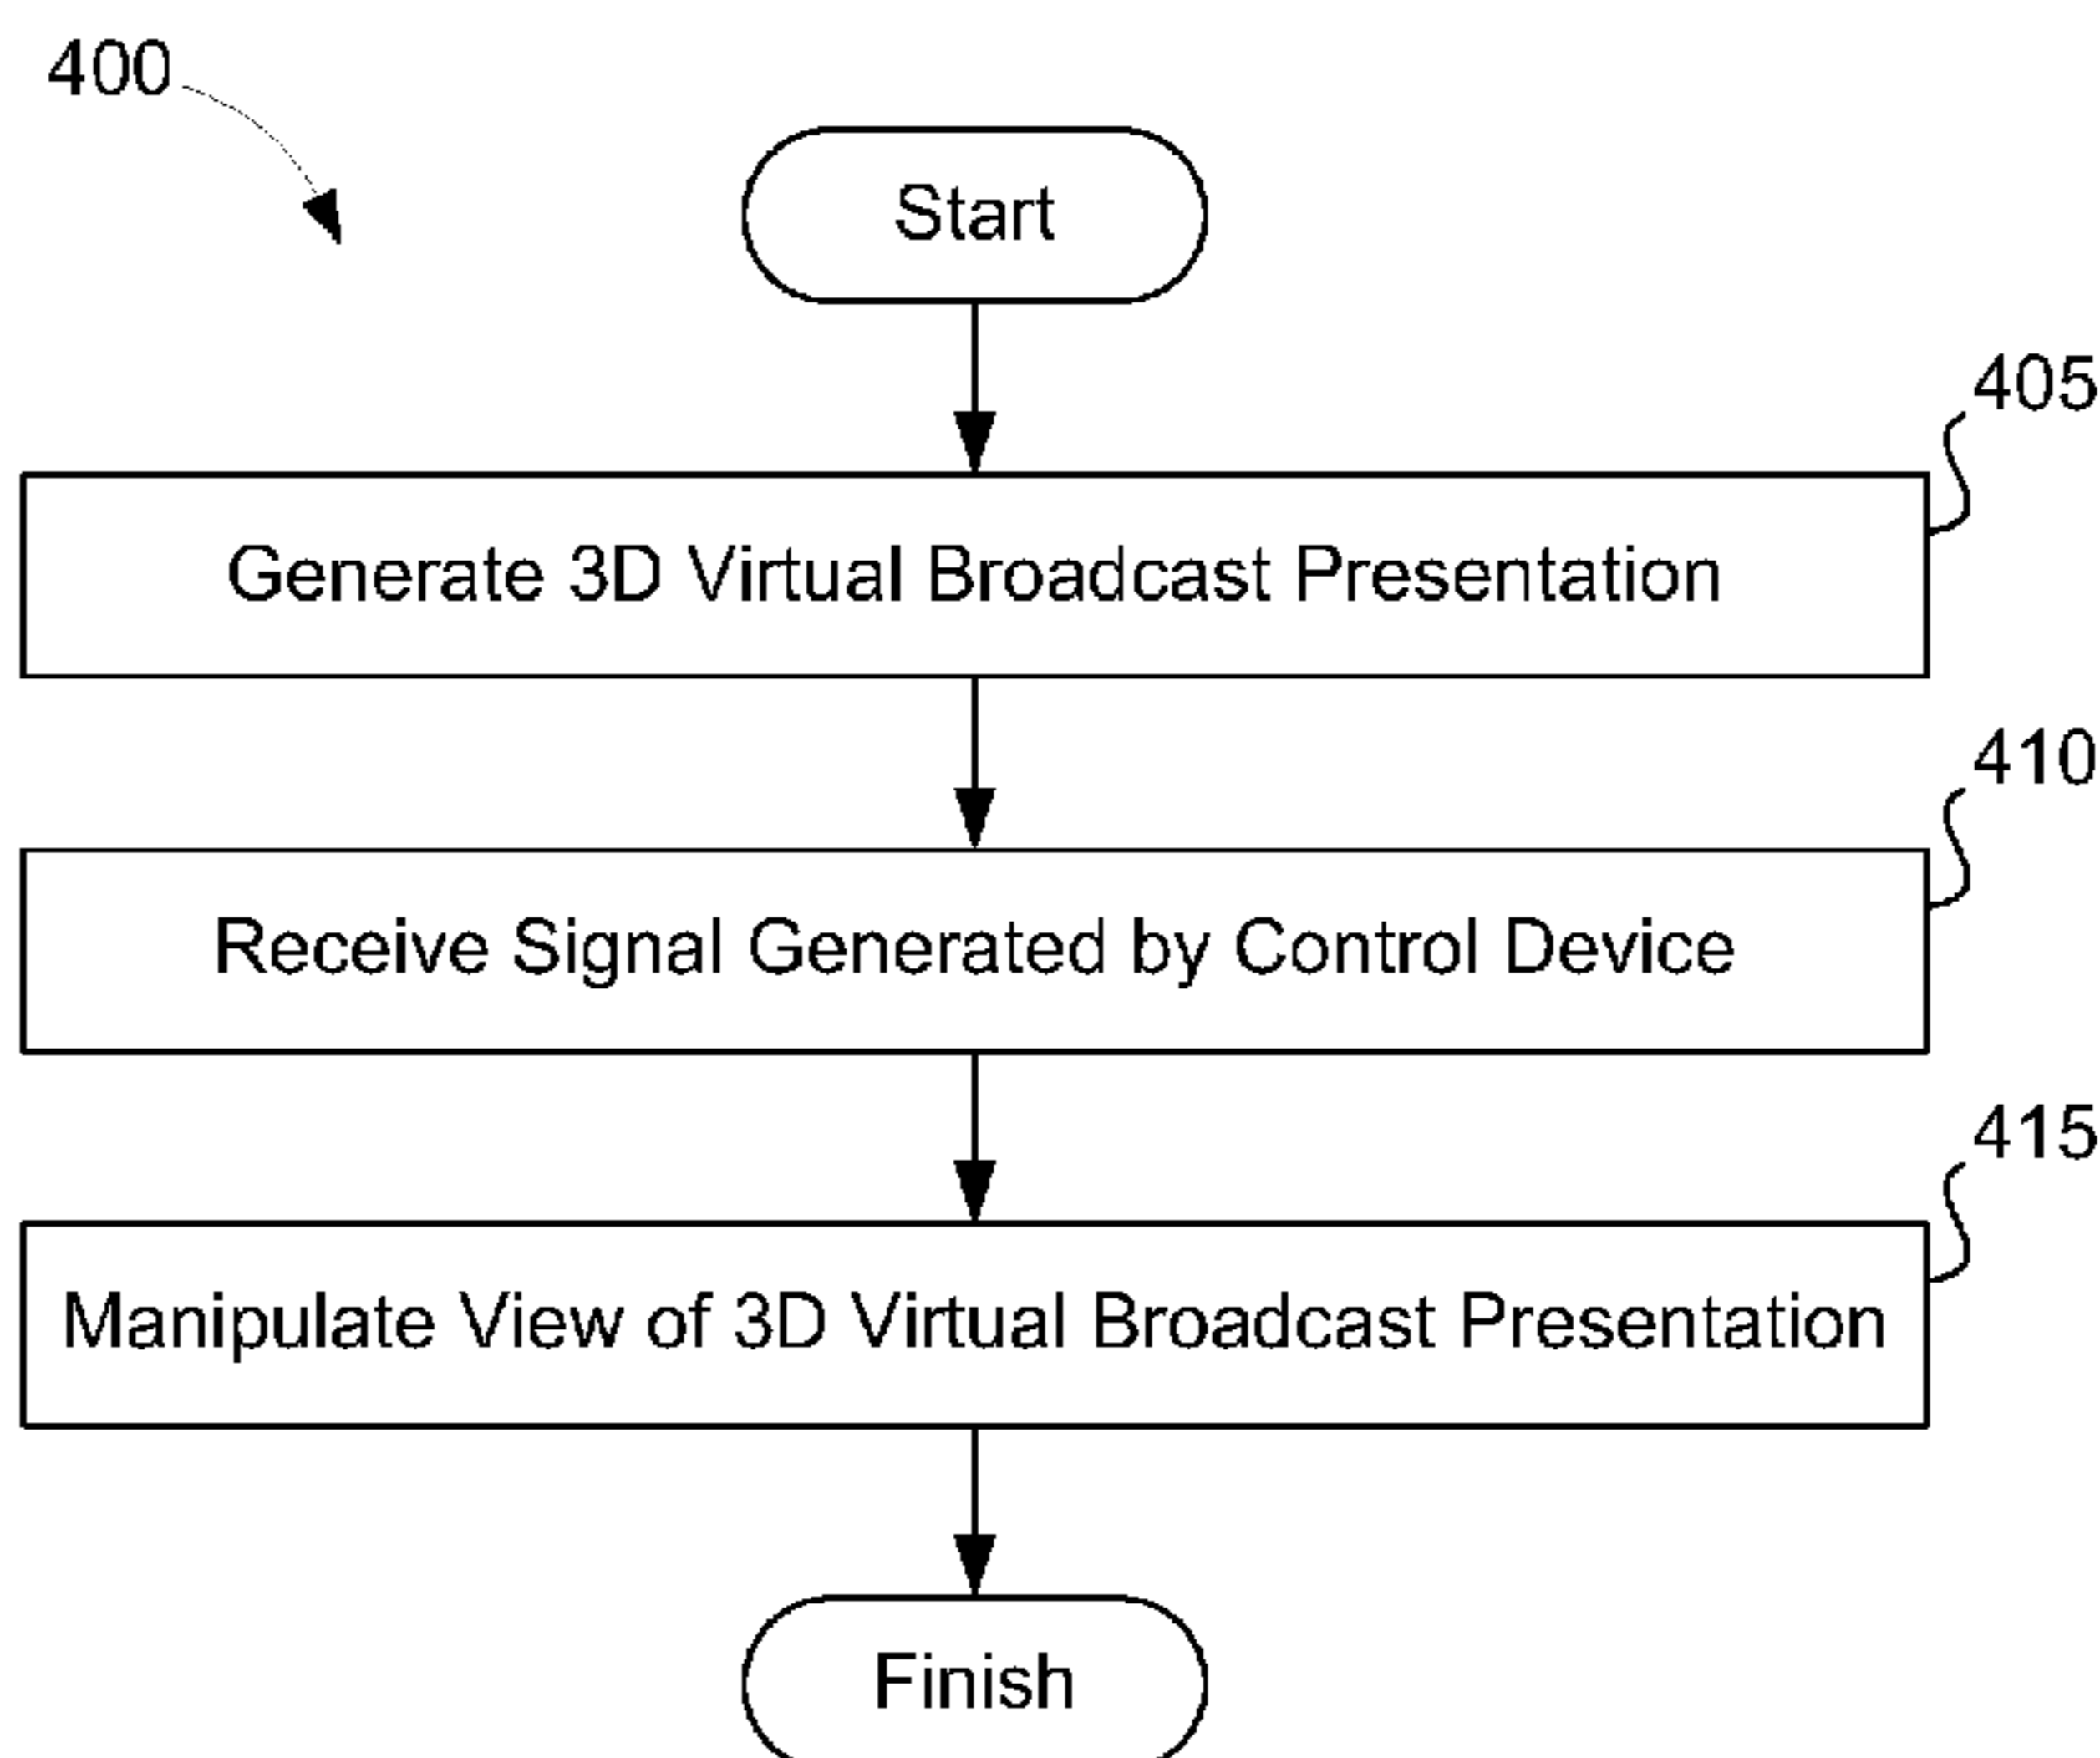 400
Start
405
Generate 3D Virtual Broadcast Presentation
410
Receive Signal Generated by Control Device
415
Manipulate View of 3D Virtual Broadcast Presentation
Finish